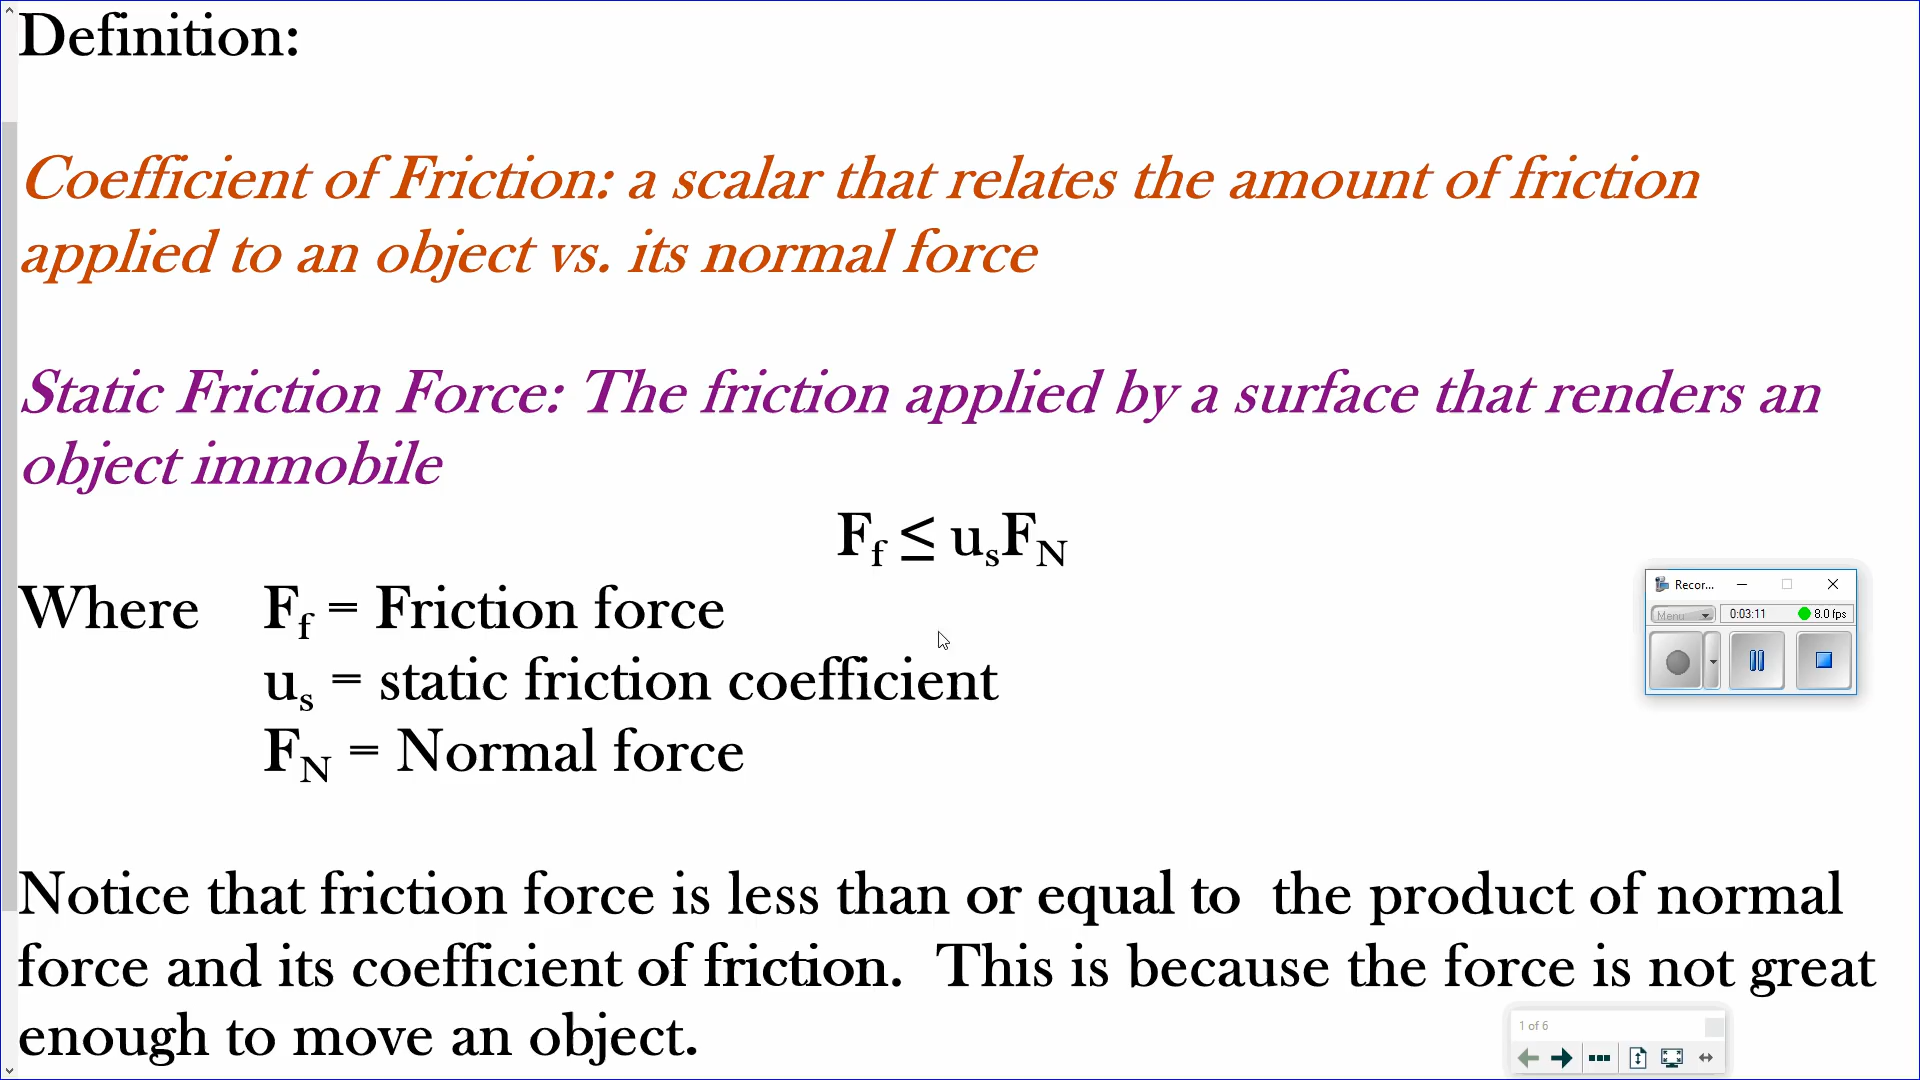 Definition:
Coefficient of Friction: a scalar that relates the amount of friction
applied to an object vs. its normal force
Static Friction Force: The friction applied by a surface that renders an
object immobile
Ff ≤ usFN
Where Ff = Friction force
us = static friction coefficient
FN = Normal force
Notice that friction force is less than or equal to the product of normal
force and its coefficient of friction. This is because the force is not great
enough to move an object.
Recor...
Menu 0:03:11 8.0 fps
1 of 6